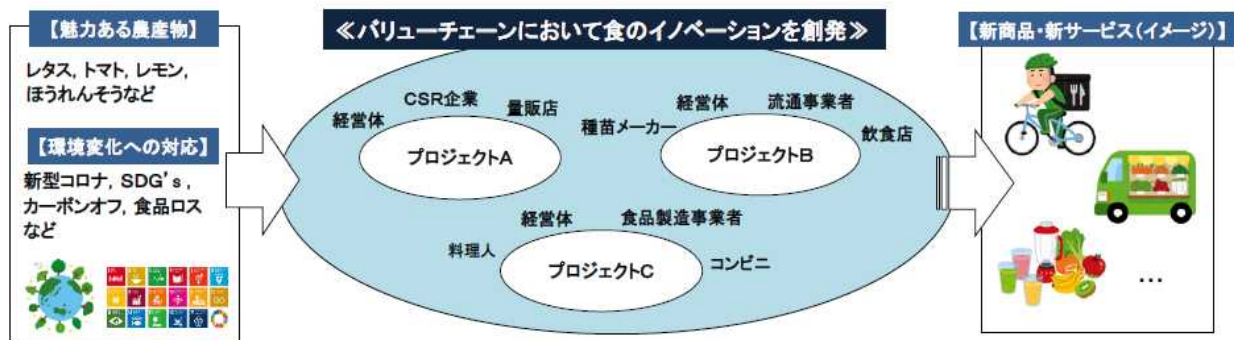 【魅力ある農産物】
レタス，トマト，レモン，
ほうれんそうなど
【環境変化への対応】
新型コロナ，SDG's，
カーボンオフ，食品ロス
など
≪バリューチェーンにおいて食のイノベーションを創発≫
経営体
CSR企業
量販店
プロジェクトA
種苗メーカー
経営体
流通事業者
飲食店
プロジェクトB
料理人
経営体
食品製造事業者
コンビニ
プロジェクトC
【新商品・新サービス（イメージ）】
…